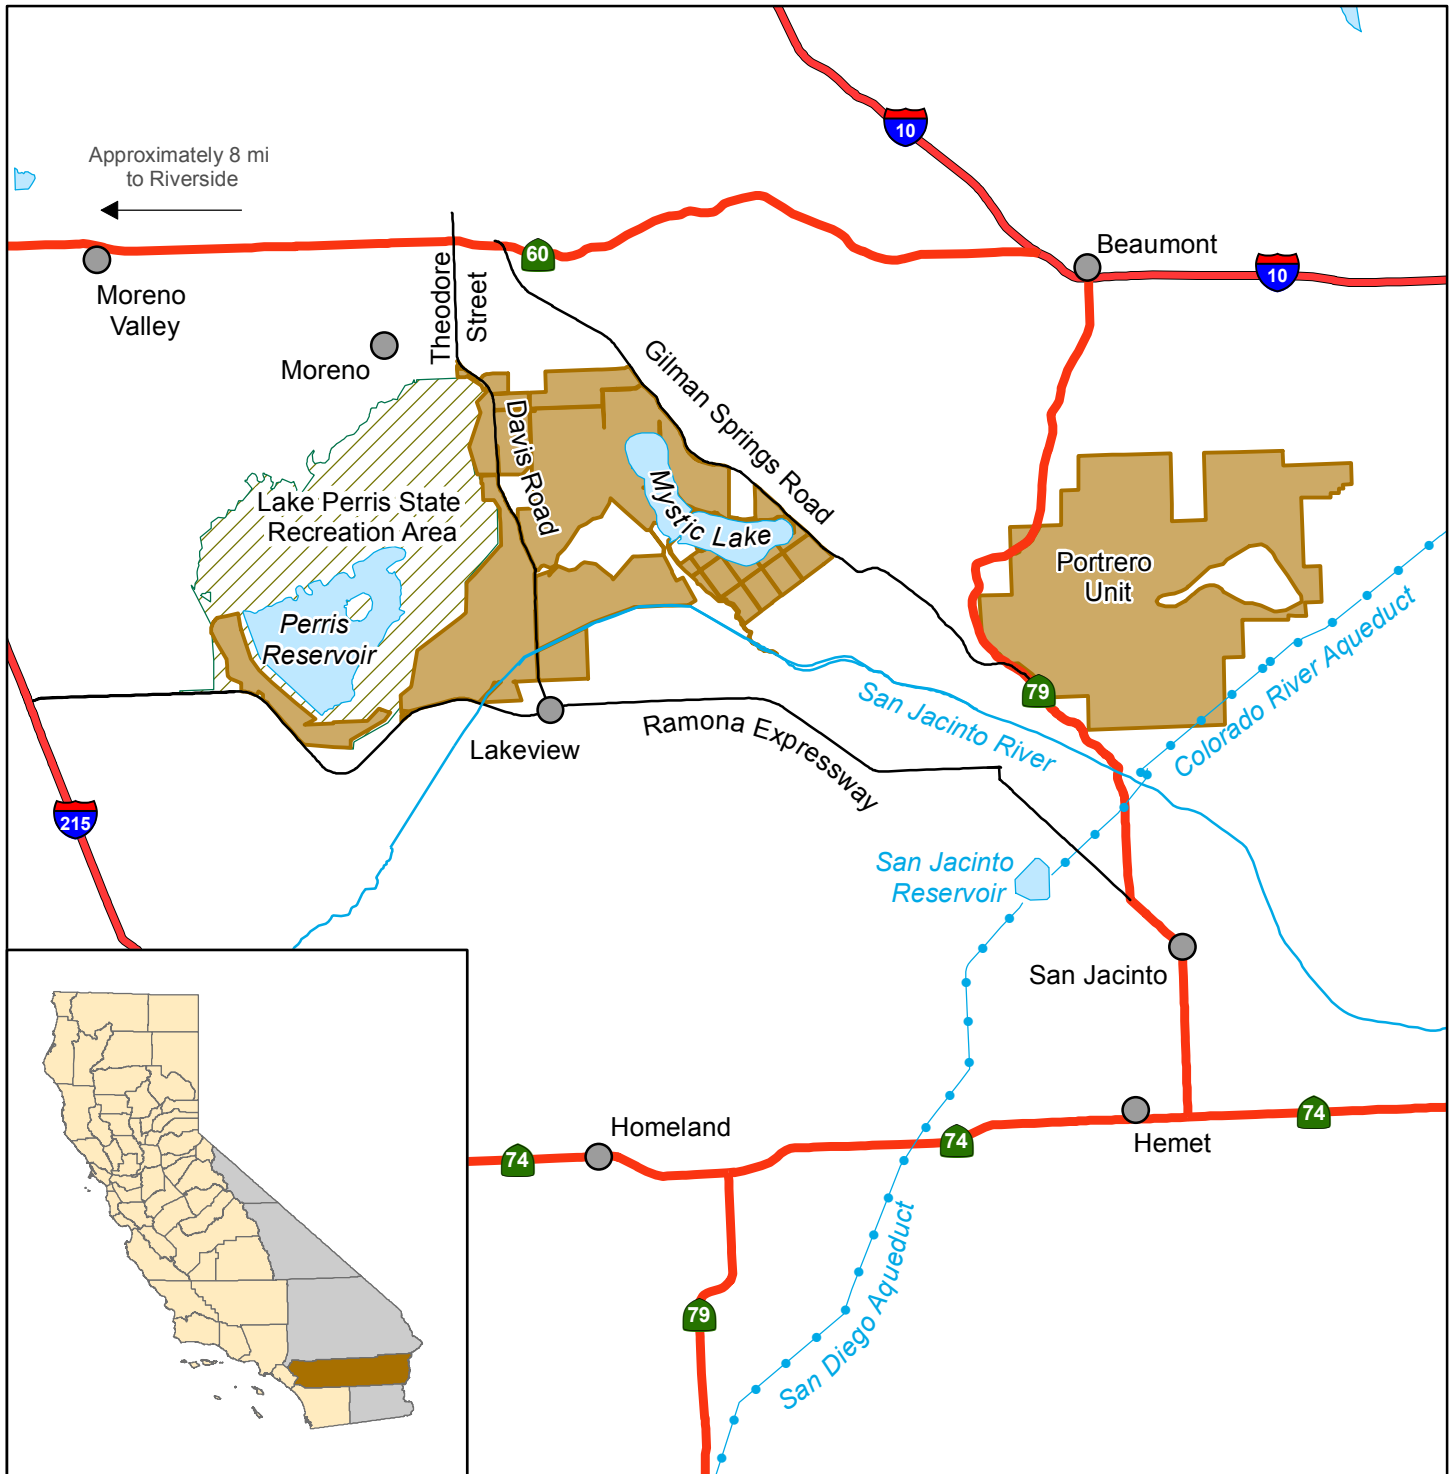 10
Approximately 8 mi
to Riverside
Beaumont
60
10
Moreno
Valley
Theodore
Street
Moreno
Gilman Springs Road
Davis Road
Mystic Lake
Lake Perris State
Recreation Area
Portrero
Unit
Perris
Reservoir
Colorado River Aqueduct
79
San Jacinto River
Ramona Expressway
Lakeview
215
San Jacinto
Reservoir
San Jacinto
Homeland
74
74
74
Hemet
San Diego Aqueduct
79